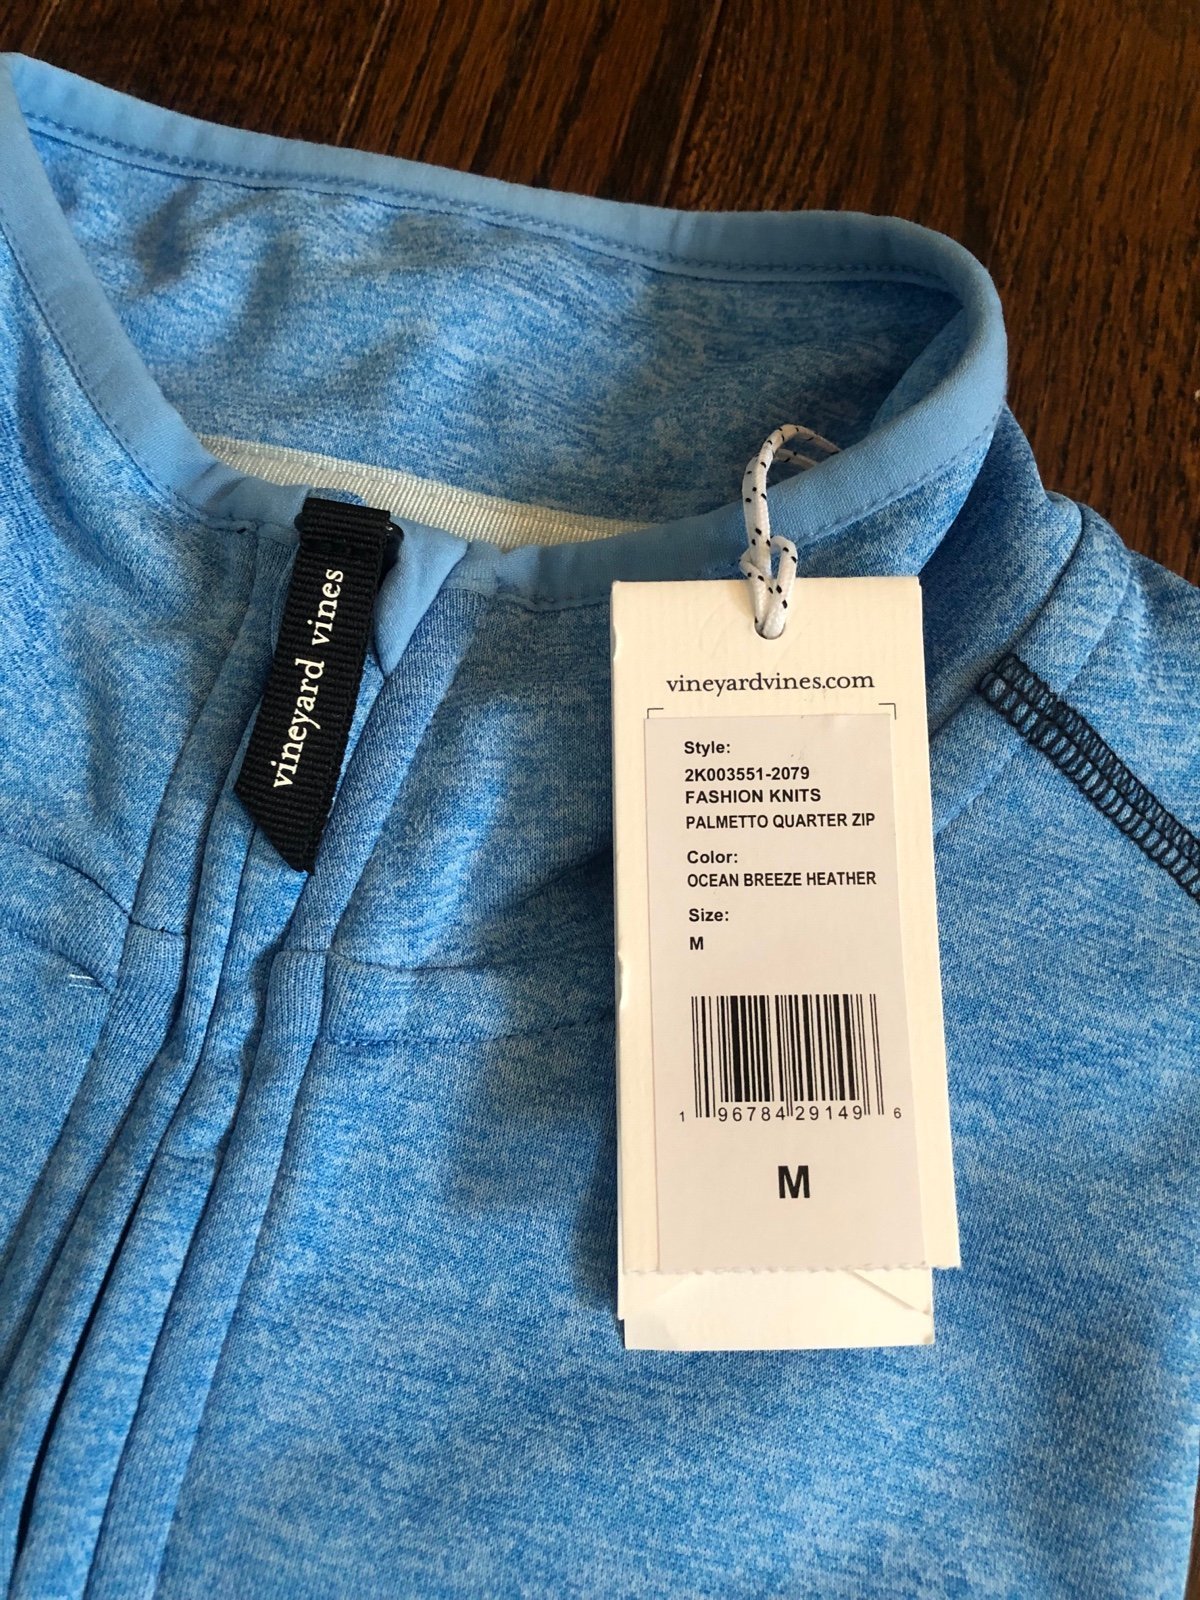 vineyard vines
vineyardvines.com
Style:
2K003551-2079
FASHION KNITS
PALMETTO QUARTER ZIP
Color:
OCEAN BREEZE HEATHER
Size:
M
1 96784 29149 6
M